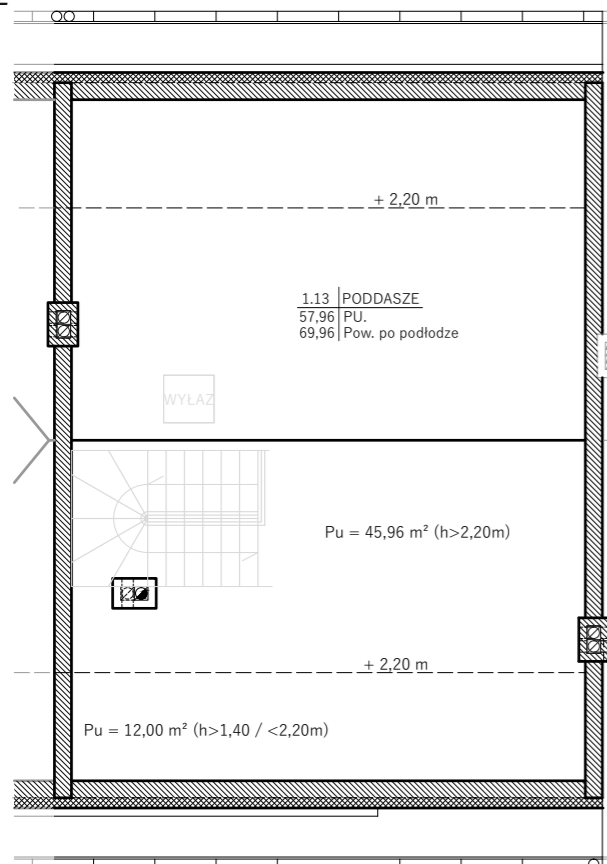 + 2,20 m
1.13 PODDASZE
57,96 PU.
69,96 Pow. po podłodze
WYŁAZ
Pu = 45,96 m² (h>2,20m)
+ 2,20 m
Pu = 12,00 m² (h>1,40 / <2,20m)